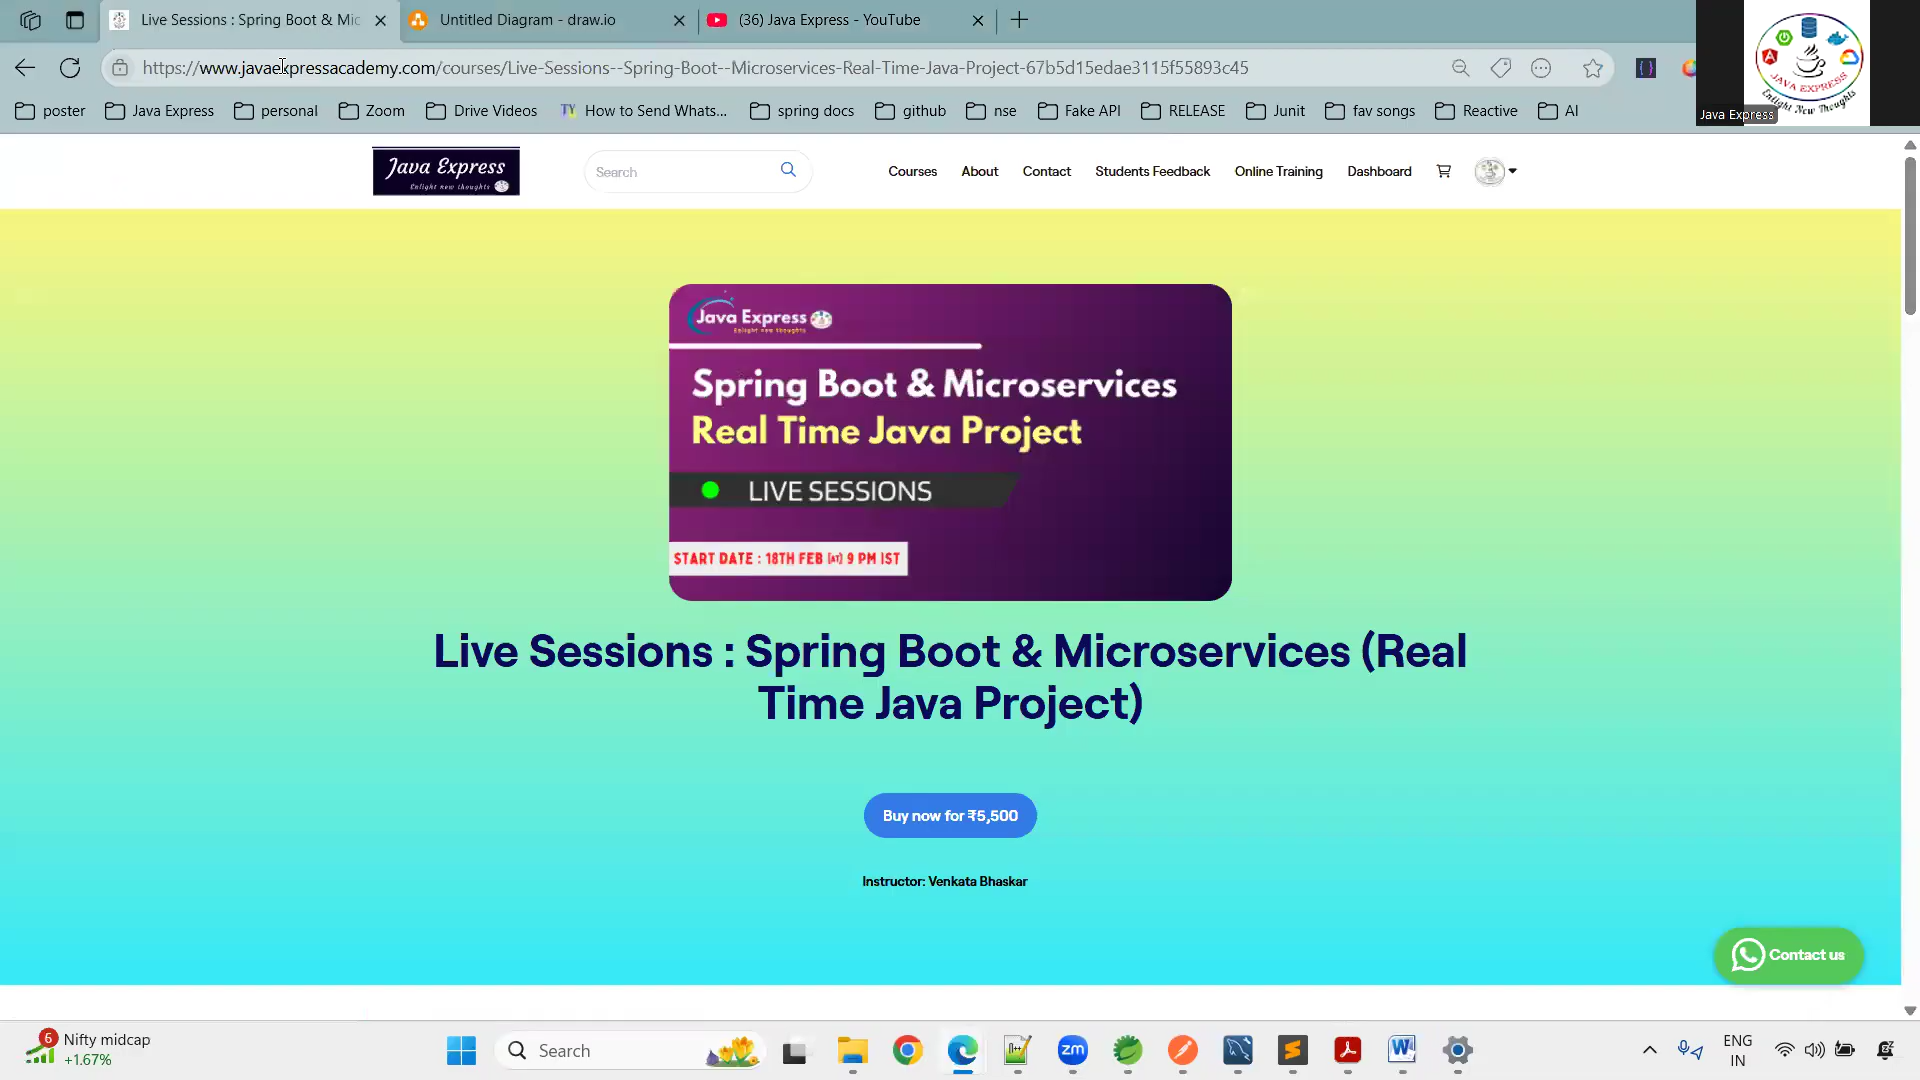 Live Sessions : Spring Boot & Mic
Untitled Diagram - draw.io
(36) Java Express - YouTube
https://www.javaexpressacademy.com/courses/Live-Sessions--Spring-Boot--Microservices-Real-Time-Java-Project-67b5d15edae3115f55893c45
poster
Java Express
personal
Zoom
Drive Videos
TY How to Send Whats...
spring docs
github
nse
Fake API
RELEASE
Junit
fav songs
Reactive
AI
JAVA EXPRESS
Enlight New Thoughts
Java Express
Java Express
Enlight new thoughts
Search
Courses
About
Contact
Students Feedback
Online Training
Dashboard
Java Express
Enlight new thoughts
Spring Boot & Microservices
Real Time Java Project
LIVE SESSIONS
START DATE : 18TH FEB [AT] 9 PM IST
Live Sessions : Spring Boot & Microservices (Real
Time Java Project)
Buy now for ₹5,500
Instructor: Venkata Bhaskar
Contact us
6
Nifty midcap
+1.67%
Search
zm
ENG
IN